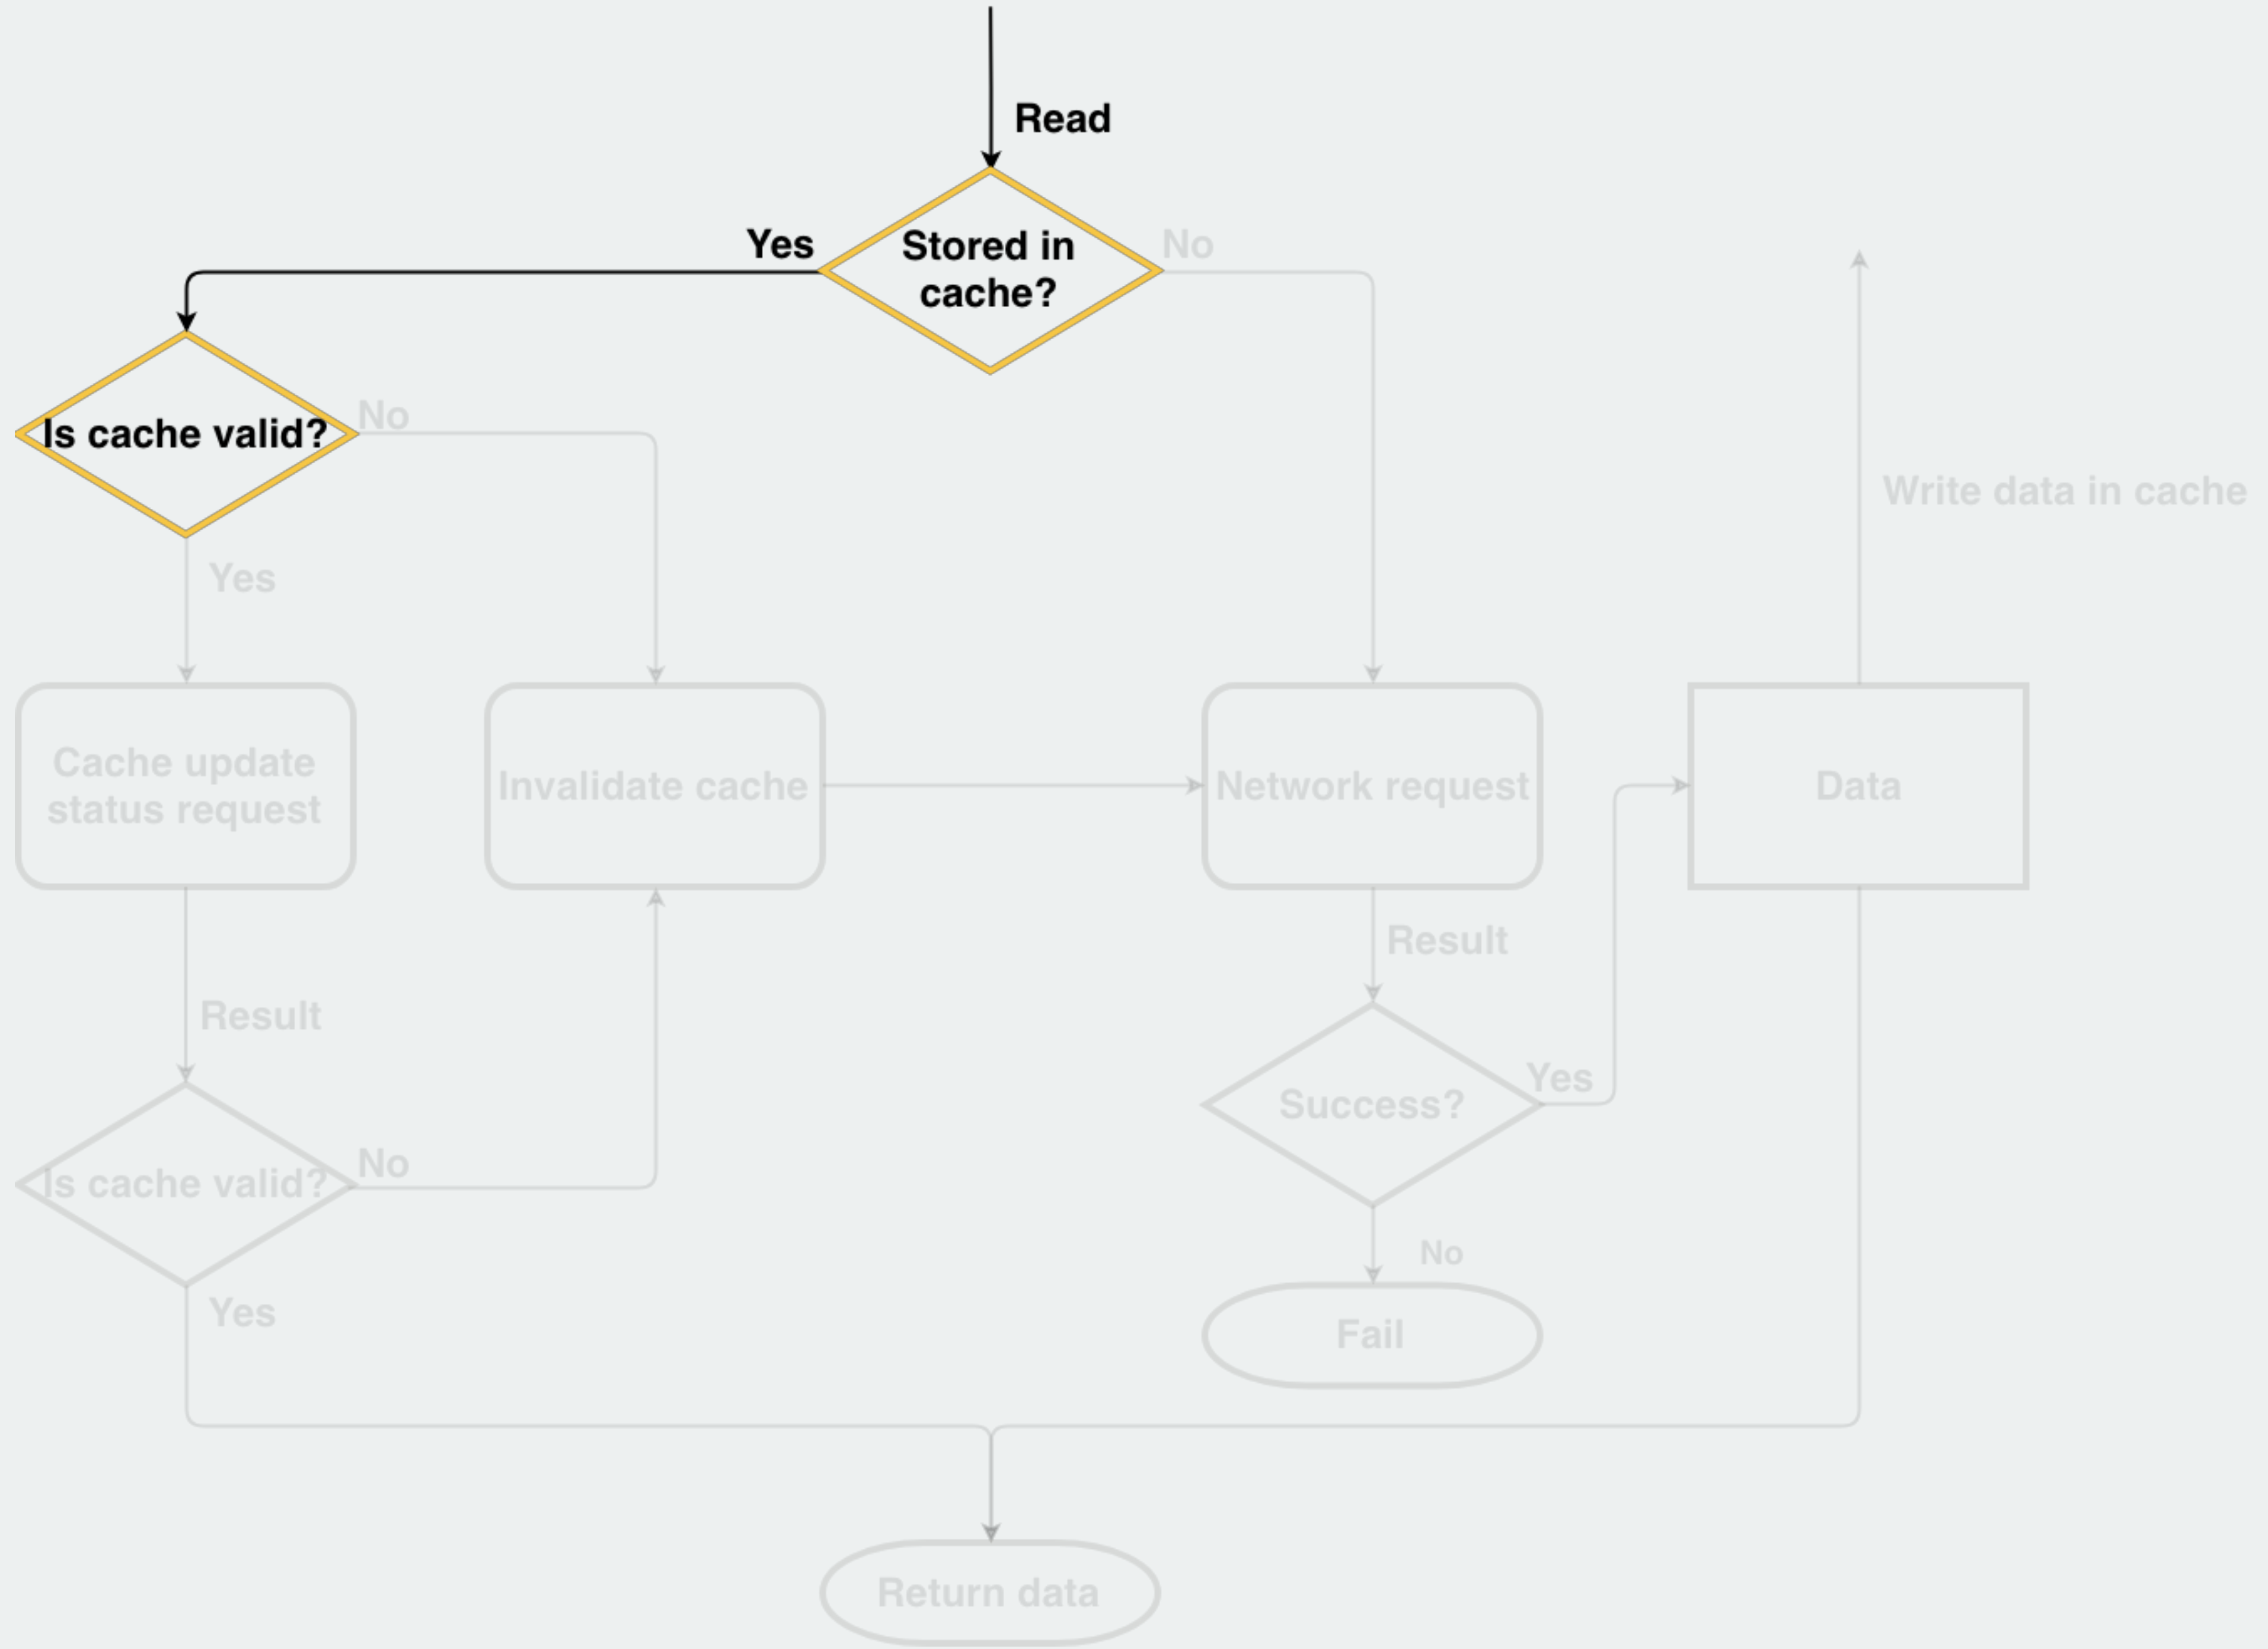 Read
Yes
Stored in
cache?
No
Is cache valid?
No
Write data in cache
Yes
Cache update
status request
Invalidate cache
Network request
Data
Result
Result
Success?
Yes
Is cache valid?
No
No
Yes
Fail
Return data